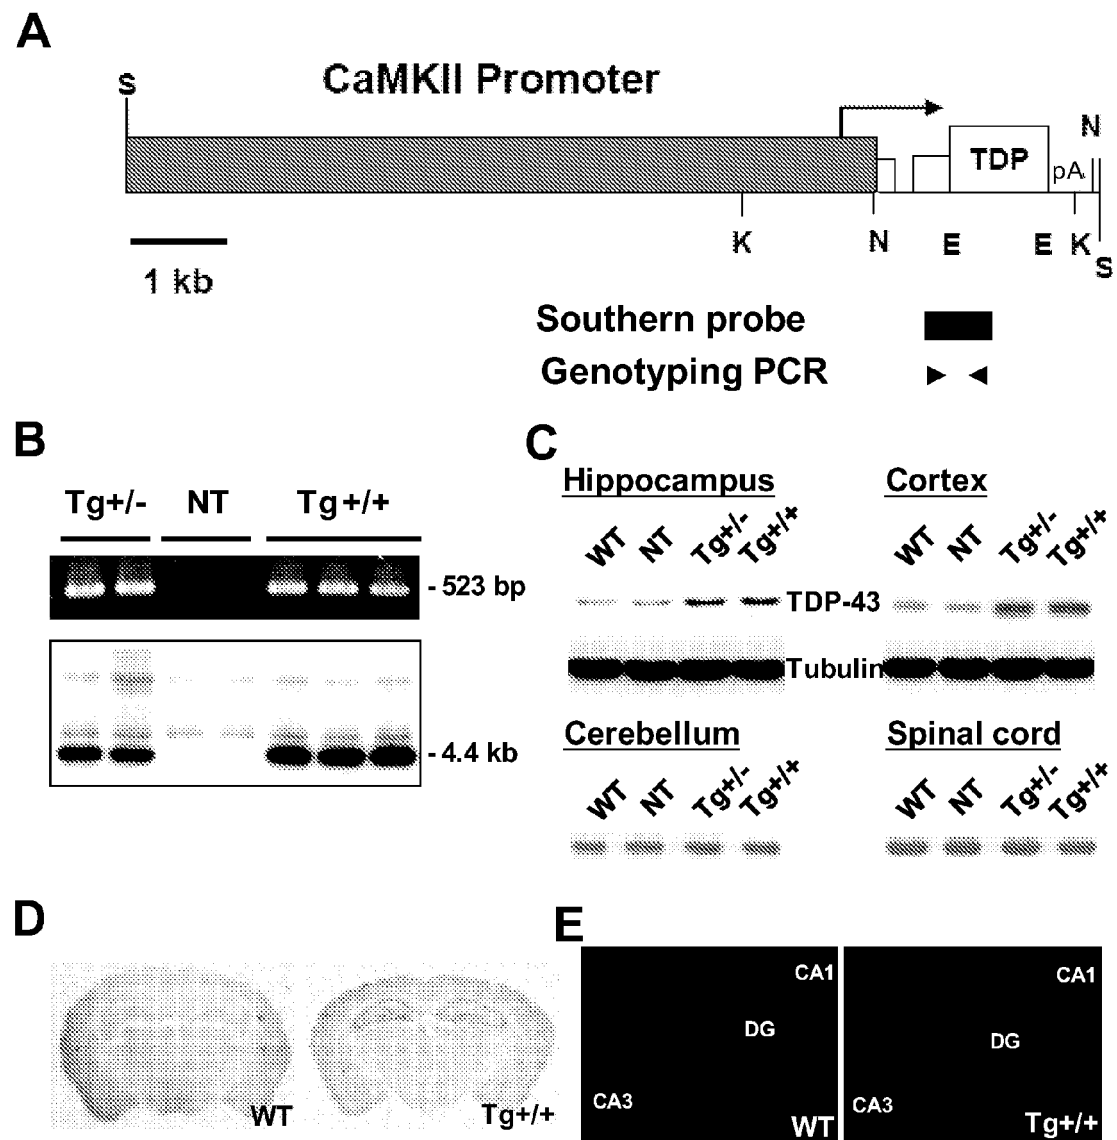 A
CaMKII Promoter
S
N
TDP
pA
K
N
E
E
K
S
1 kb
Southern probe
Genotyping PCR
B
Tg+/-
NT
Tg+/+
- 523 bp
- 4.4 kb
C
Hippocampus
Cortex
WT
NT
Tg+/-
Tg+/+
WT
NT
Tg+/-
Tg+/+
TDP-43
Tubulin
Cerebellum
Spinal cord
WT
NT
Tg+/-
Tg+/+
WT
NT
Tg+/-
Tg+/+
D
WT
Tg+/+
E
CA1
DG
CA3
WT
CA1
DG
CA3
Tg+/+